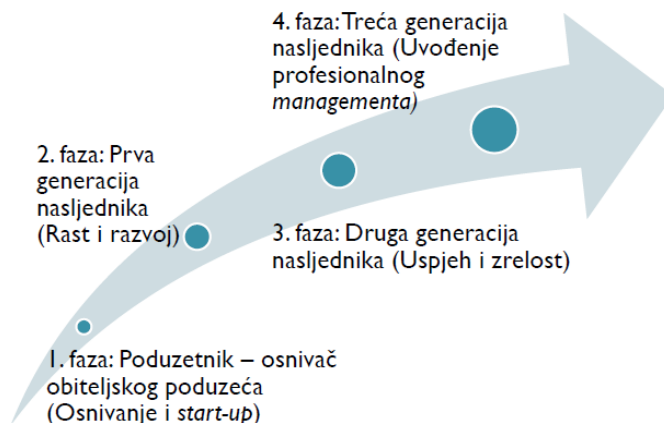 4. faza: Treća generacija
nasljednika (Uvođenje
profesionalnog
managementa)
2. faza: Prva
generacija
nasljednika
(Rast i razvoj)
3. faza: Druga generacija
nasljednika (Uspjeh i zrelost)
1. faza: Poduzetnik – osnivač
obiteljskog poduzeća
(Osnivanje i start-up)